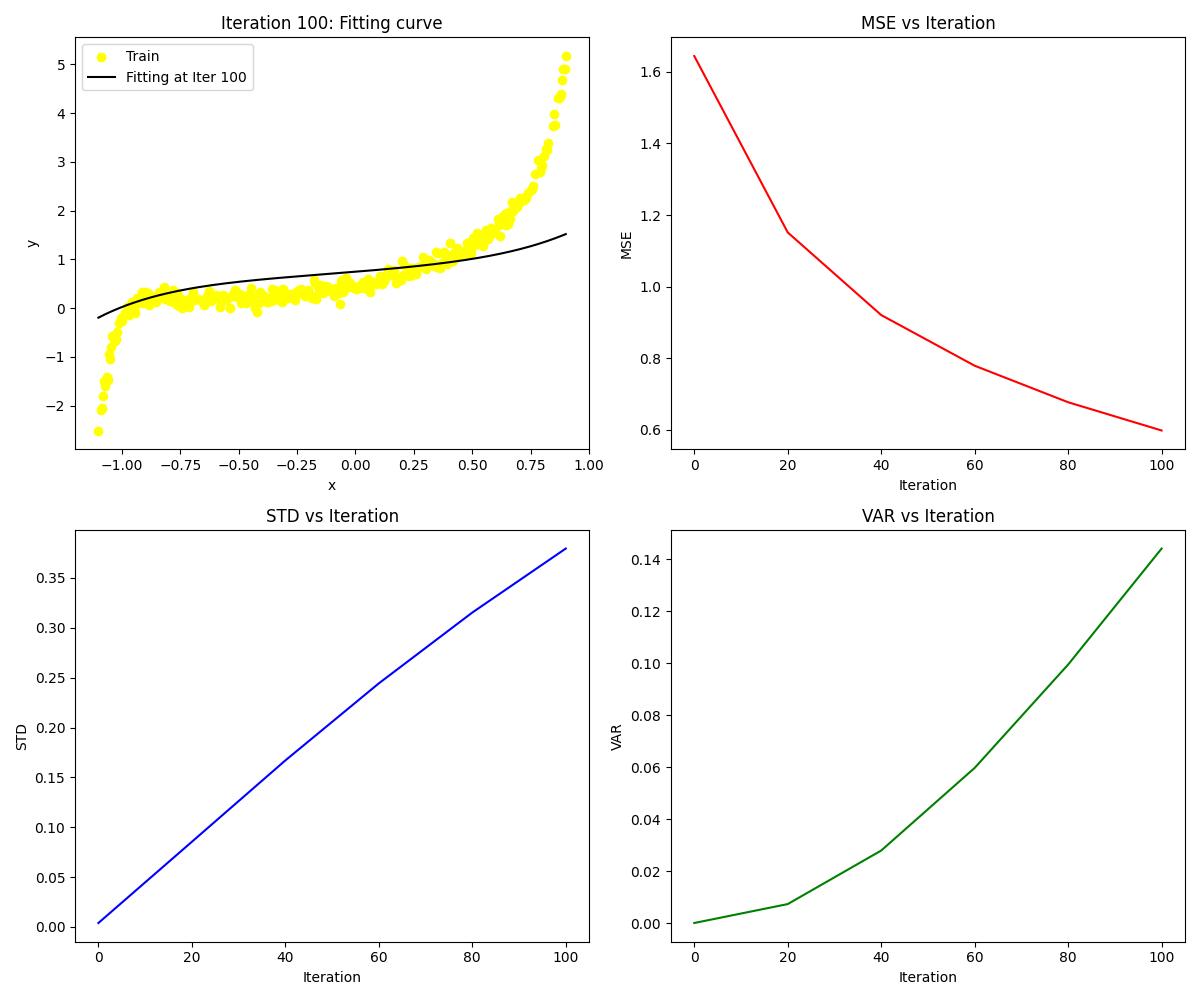 Iteration 100: Fitting curve
Train
Fitting at Iter 100
5
4
3
2
1
0
−1
−2
y
−1.00 −0.75 −0.50 −0.25 0.00 0.25 0.50 0.75 1.00
x
MSE vs Iteration
1.6
1.4
1.2
1.0
0.8
0.6
MSE
0 20 40 60 80 100
Iteration
STD vs Iteration
0.35
0.30
0.25
0.20
0.15
0.10
0.05
0.00
STD
0 20 40 60 80 100
Iteration
VAR vs Iteration
0.14
0.12
0.10
0.08
0.06
0.04
0.02
0.00
VAR
0 20 40 60 80 100
Iteration